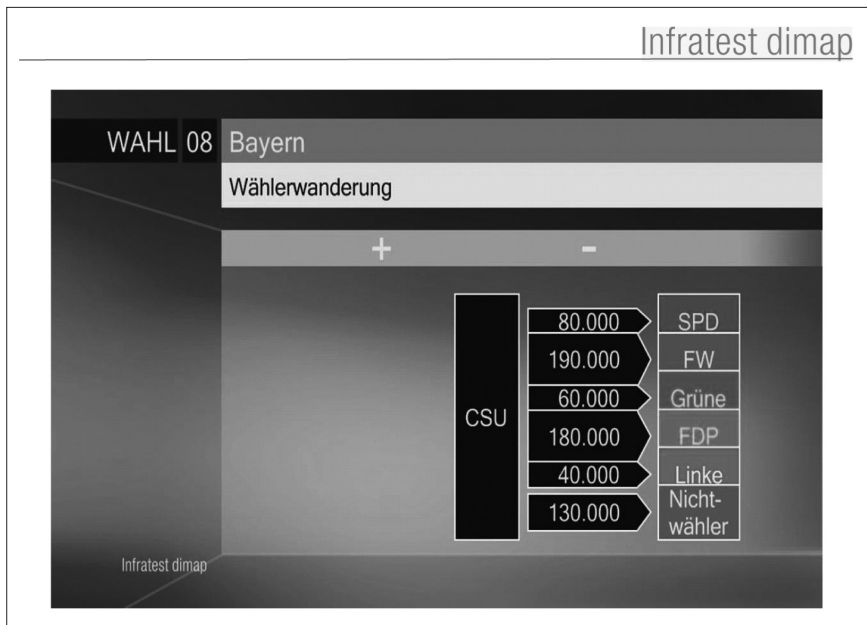 Infratest dimap
WAHL 08 Bayern
Wählerwanderung
+ -
CSU
80.000 SPD
190.000 FW
60.000 Grüne
180.000 FDP
40.000 Linke
130.000 Nicht-
wähler
Infratest dimap